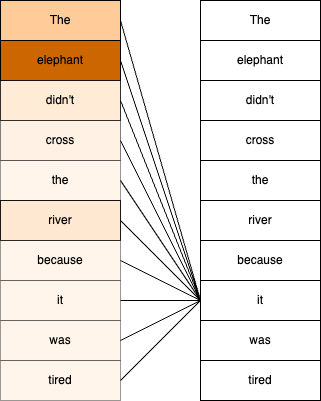 The The
elephant elephant
didn't didn't
cross cross
the the
river river
because because
it it
was was
tired tired